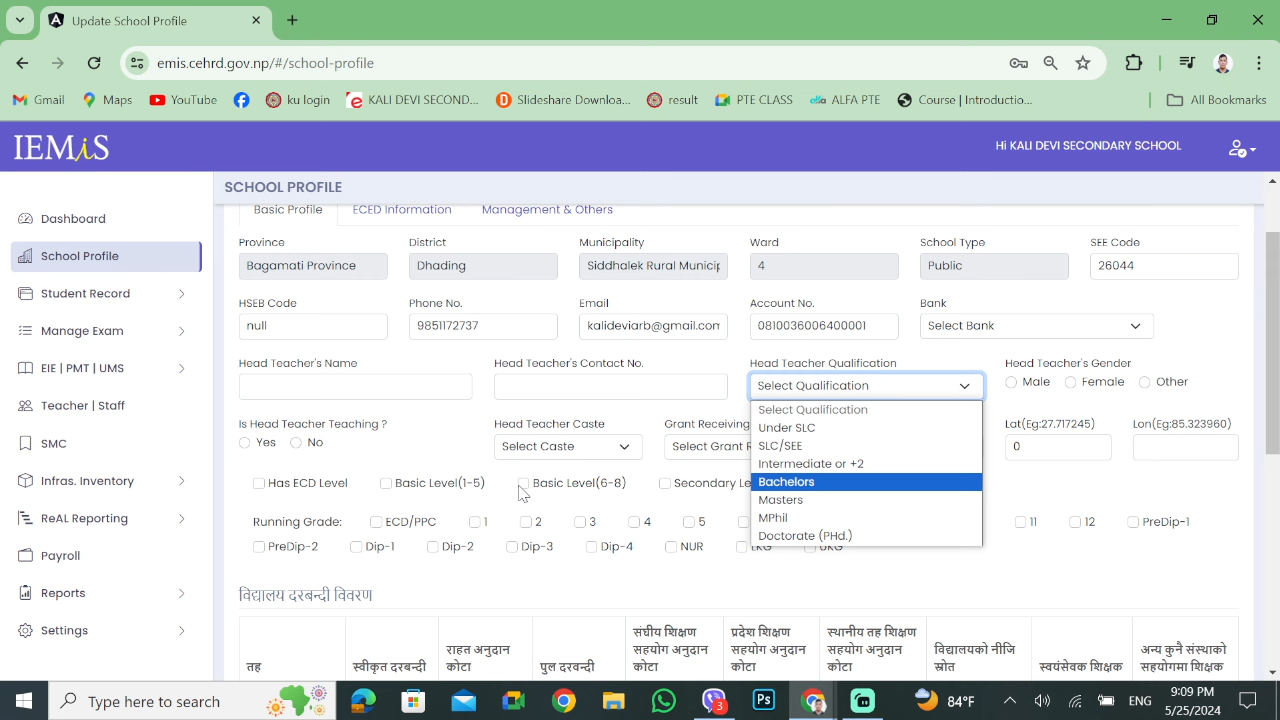 Update School Profile
emis.cehrd.gov.np/#/school-profile
Gmail Maps YouTube ku login KALI DEVI SECOND... Slideshare Downloa... result PTE CLASS alfa ALFA PTE Course | Introductio... All Bookmarks
IEMiS
Hi KALI DEVI SECONDARY SCHOOL
SCHOOL PROFILE
Dashboard
School Profile
Student Record
Manage Exam
EIE | PMT | UMS
Teacher | Staff
SMC
Infras. Inventory
ReAL Reporting
Payroll
Reports
Settings
Basic Profile ECED Information Management & Others
Province District Municipality Ward School Type SEE Code
Bagamati Province Dhading Siddhalek Rural Municip 4 Public 26044
HSEB Code Phone No. Email Account No. Bank
null 9851172737 kalideviarb@gmail.com 0810036006400001 Select Bank
Head Teacher's Name Head Teacher's Contact No. Head Teacher Qualification Head Teacher's Gender
Select Qualification Male Female Other
Select Qualification
Under SLC
SLC/SEE
Intermediate or +2
Bachelors
Masters
MPhil
Doctorate (PHd.)
Is Head Teacher Teaching ? Head Teacher Caste Grant Receiving Lat(Eg:27.717245) Lon(Eg:85.323960)
Yes No Select Caste Select Grant R 0
Has ECD Level Basic Level(1-5) Basic Level(6-8) Secondary Le
Running Grade: ECD/PPC 1 2 3 4 5 11 12 PreDip-1
PreDip-2 Dip-1 Dip-2 Dip-3 Dip-4 NUR
विद्यालय दरबन्दी विवरण
तह
स्वीकृत दरबन्दी
राहत अनुदान
कोटा
पुल दरवन्दी
संघीय शिक्षण
सहयोग अनुदान
कोटा
प्रदेश शिक्षण
सहयोग अनुदान
कोटा
स्थानीय तह शिक्षण
सहयोग अनुदान
कोटा
विद्यालयको नीजि
स्रोत
स्वयंसेवक शिक्षक
अन्य कुनै संस्थाको
सहयोगमा शिक्षक
Type here to search
3
Ps
84°F
ENG
9:09 PM
5/25/2024